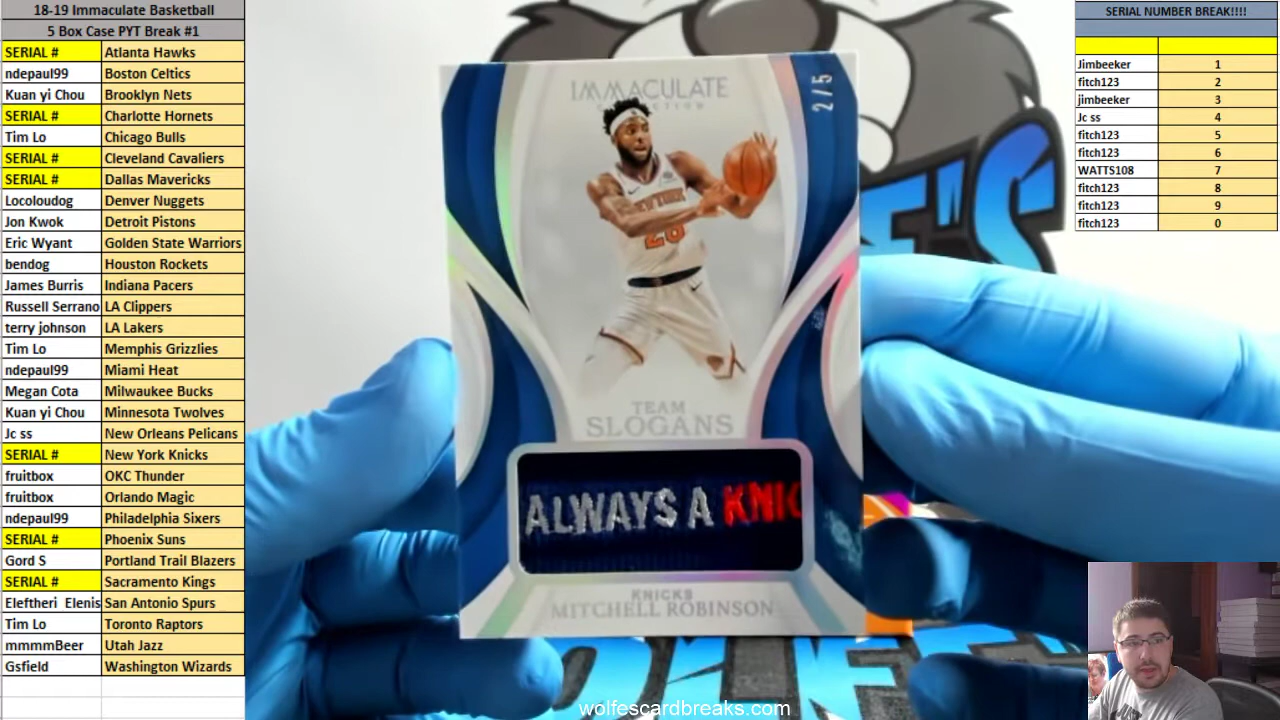 18-19 Immaculate Basketball
5 Box Case PYT Break #1
SERIAL # Atlanta Hawks
ndepaul99 Boston Celtics
Kuan yi Chou Brooklyn Nets
SERIAL # Charlotte Hornets
Tim Lo Chicago Bulls
SERIAL # Cleveland Cavaliers
SERIAL # Dallas Mavericks
Locoloudog Denver Nuggets
Jon Kwok Detroit Pistons
Eric Wyant Golden State Warriors
bendog Houston Rockets
James Burris Indiana Pacers
Russell Serrano LA Clippers
terry johnson LA Lakers
Tim Lo Memphis Grizzlies
ndepaul99 Miami Heat
Megan Cota Milwaukee Bucks
Kuan yi Chou Minnesota Twolves
Jc ss New Orleans Pelicans
SERIAL # New York Knicks
fruitbox OKC Thunder
fruitbox Orlando Magic
ndepaul99 Philadelphia Sixers
SERIAL # Phoenix Suns
Gord S Portland Trail Blazers
SERIAL # Sacramento Kings
Eleftheri Elenis San Antonio Spurs
Tim Lo Toronto Raptors
mmmmBeer Utah Jazz
Gsfield Washington Wizards
IMMACULATE
COLLECTION
2/5
NEW YORK
TEAM
SLOGANS
ALWAYS A KNIC
KNICKS
MITCHELL ROBINSON
wolfescardbreaks.com
SERIAL NUMBER BREAK!!!!
Jimbeeker 1
fitch123 2
jimbeeker 3
Jc ss 4
fitch123 5
fitch123 6
WATTS108 7
fitch123 8
fitch123 9
fitch123 0